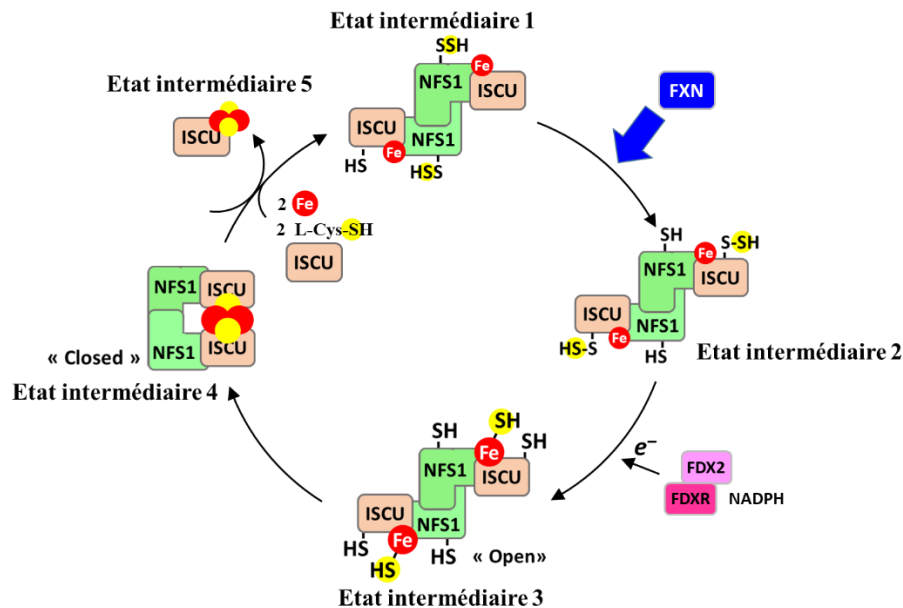 Etat intermédiaire 1
SSH
Fe
NFS1
ISCU
ISCU
NFS1
Fe
HS
HSS
FXN
Etat intermédiaire 5
ISCU
2 Fe
2 L-Cys-SH
ISCU
SH
S-SH
Fe
NFS1
ISCU
ISCU
NFS1
Fe
HS-S
HS
Etat intermédiaire 2
NFS1
ISCU
NFS1
ISCU
« Closed »
Etat intermédiaire 4
e–
FDX2
FDXR
NADPH
SH
SH
SH
Fe
NFS1
ISCU
ISCU
NFS1
Fe
HS
HS
HS
« Open»
Etat intermédiaire 3